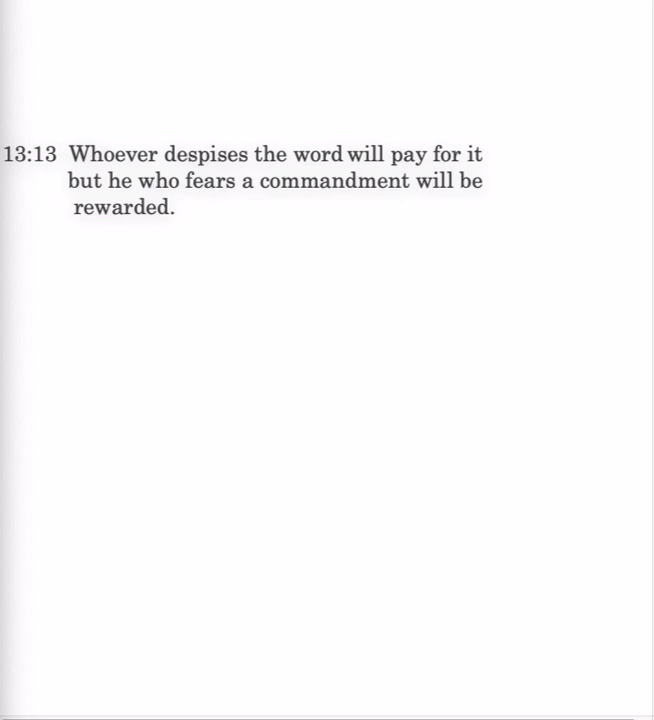 13:13 Whoever despises the word will pay for it
but he who fears a commandment will be
rewarded.